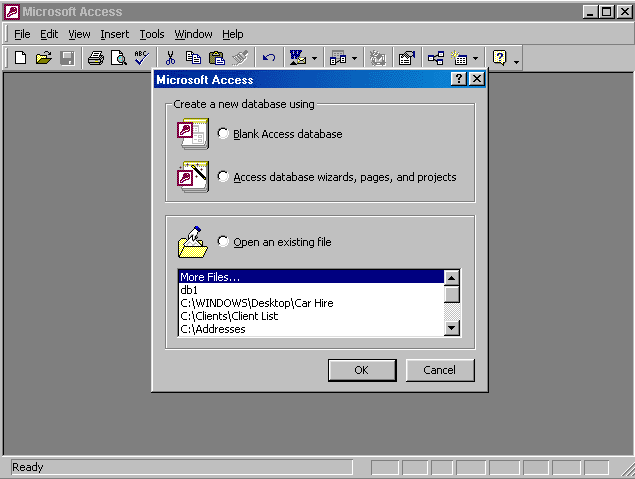 Microsoft Access
File Edit View Insert Tools Window Help
ABC
W
Microsoft Access
Create a new database using
Blank Access database
Access database wizards, pages, and projects
Open an existing file
More Files...
db1
C:\WINDOWS\Desktop\Car Hire
C:\Clients\Client List
C:\Addresses
OK Cancel
Ready